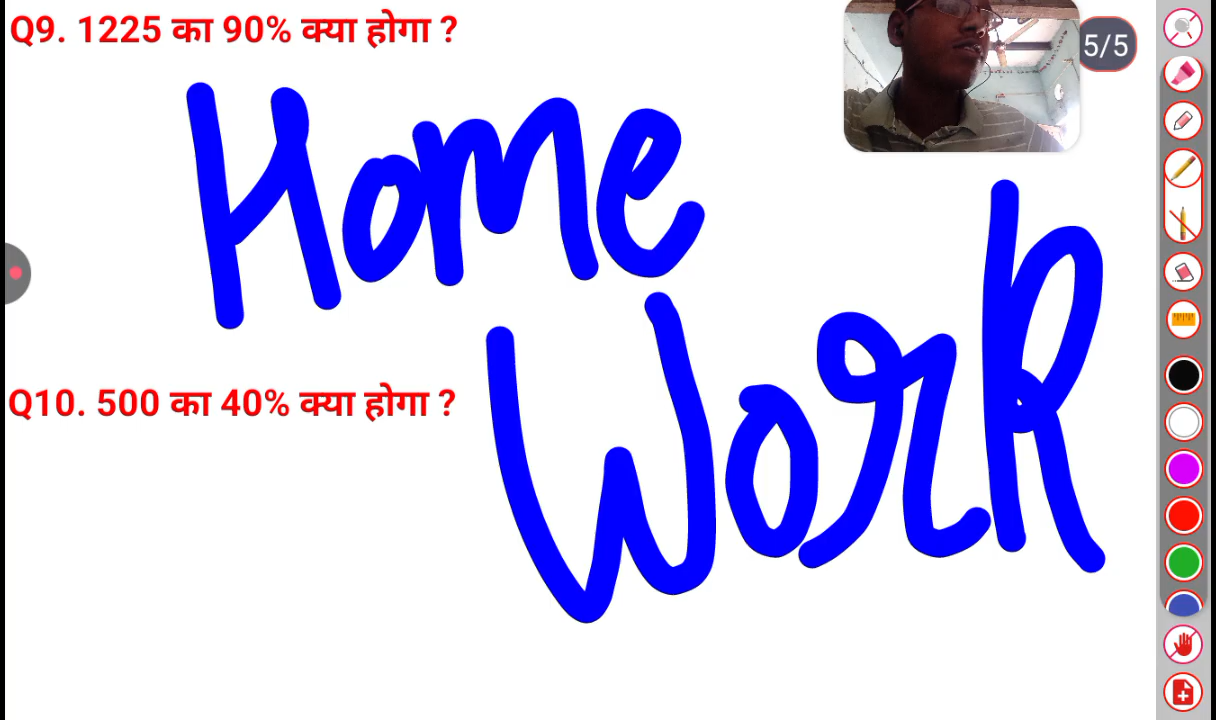 Q9. 1225 का 90% क्या होगा ?
5/5
Home
Work
Q10. 500 का 40% क्या होगा ?